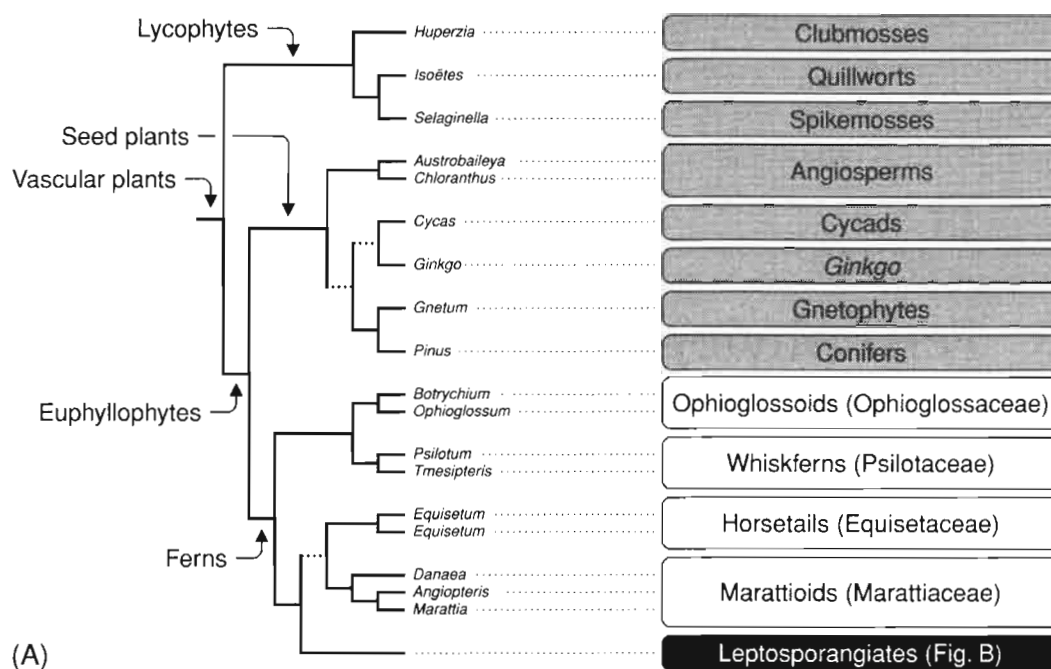 Lycophytes
Huperzia
Clubmosses
Isoëtes
Quillworts
Selaginella
Spikemosses
Seed plants
Vascular plants
Austrobaileya
Chloranthus
Angiosperms
Cycas
Cycads
Ginkgo
Ginkgo
Gnetum
Gnetophytes
Pinus
Conifers
Euphyllophytes
Botrychium
Ophioglossum
Ophioglossoids (Ophioglossaceae)
Psilotum
Tmesipteris
Whiskferns (Psilotaceae)
Equisetum
Equisetum
Horsetails (Equisetaceae)
Ferns
Danaea
Angiopteris
Marattia
Marattioids (Marattiaceae)
(A)
Leptosporangiates (Fig. B)